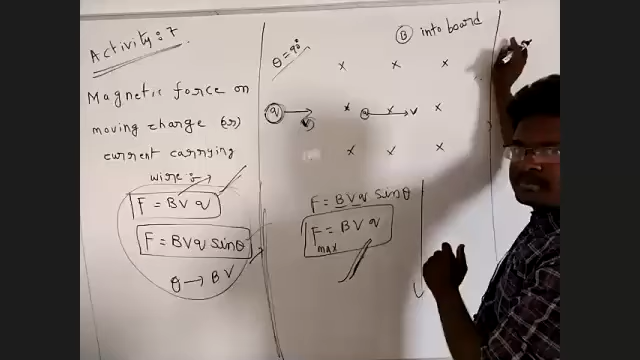 Activity:7
Magnetic force on
moving charge (or)
current carrying
wire:-
F = BVq
F = BVq sinθ
θ → BV
θ = 90°
B into board
x x x
q v x q x v x
x x x
F = BVq sinθ
F max = BVq